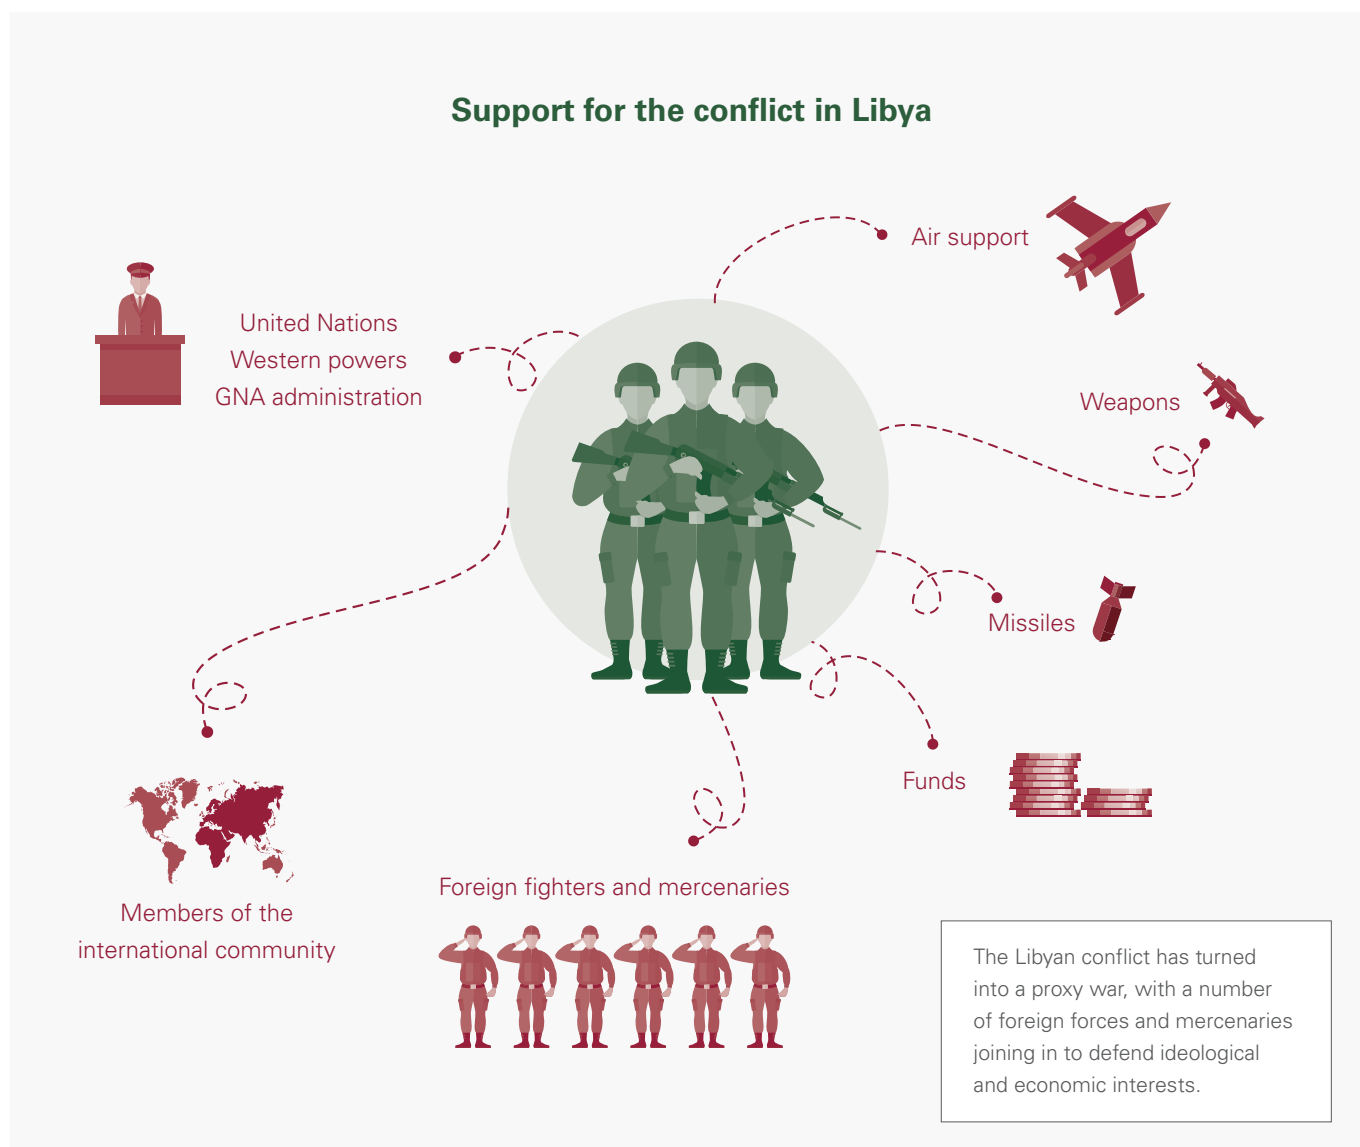 Support for the conflict in Libya
Air support
United Nations
Western powers
GNA administration
Weapons
Missiles
Funds
Foreign fighters and mercenaries
Members of the
international community
The Libyan conflict has turned
into a proxy war, with a number
of foreign forces and mercenaries
joining in to defend ideological
and economic interests.